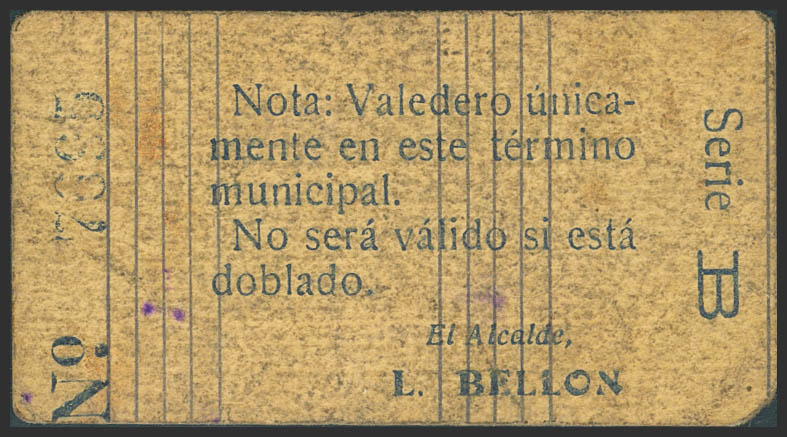 Nº 7395
Nota: Valedero única-
mente en este término
municipal.
No será válido si está
doblado.
El Alcalde,
L. BELLON
Serie B